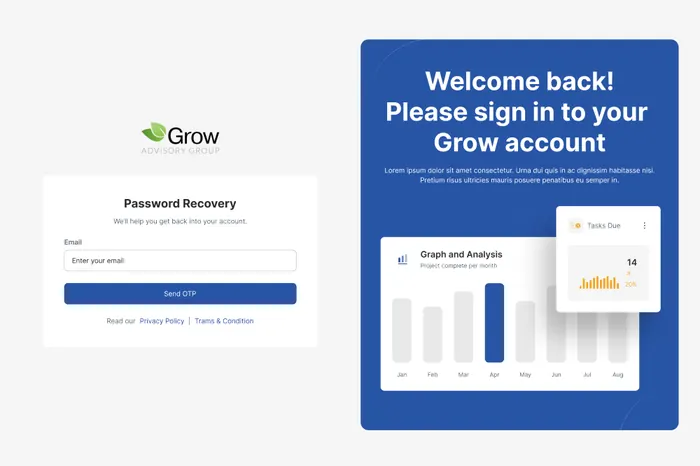 Grow
ADVISORY GROUP
Password Recovery
We'll help you get back into your account.
Email
Enter your email
Send OTP
Read our Privacy Policy | Trams & Condition
Welcome back!
Please sign in to your
Grow account
Lorem ipsum dolor sit amet consectetur. Uma dui quis in ac dignissim habitasse nisi.
Pretium risus ultricies mauris posuere penatibus eu semper in.
Tasks Due
14
20%
Graph and Analysis
Project complete per month
Jan Feb Mar Apr May Jun Jul Aug